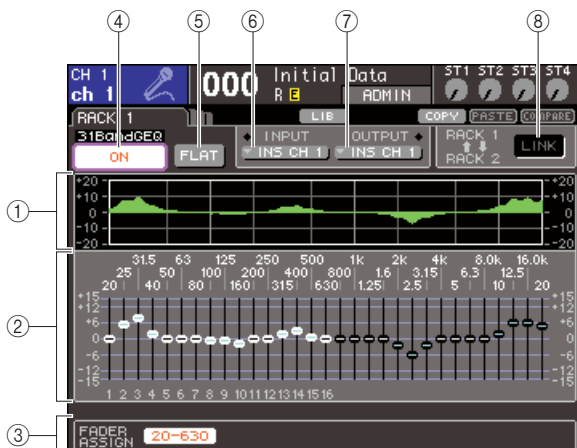 ④ ⑤ ⑥ ⑦ ⑧
CH 1
ch 1
000 Initial Data
R E ADMIN
ST1 ST2 ST3 ST4
RACK 1 LIB COPY PASTE COMPARE
31BandGEQ
ON FLAT
INPUT
INS CH 1
OUTPUT
INS CH 1
RACK 1
RACK 2
LINK
①
+20 +20
+10 +10
0 0
-10 -10
-20 -20
②
31.5 63 125 250 500 1k 2k 4k 8.0k 16.0k
25 50 100 200 400 800 1.6 3.15 6.3 12.5
20 40 80 160 315 630 1.25 2.5 5 10 20
+15 +15
+12 +12
+6 +6
0 0
-6 -6
-12 -12
-15 -15
1 2 3 4 5 6 7 8 9 10 11 12 13 14 15 16
③
FADER ASSIGN 20-630